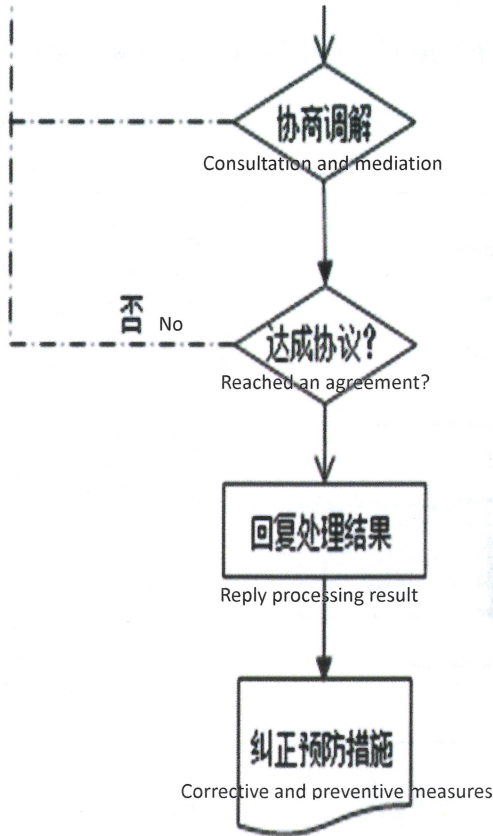 协商调解
Consultation and mediation
否 No
达成协议?
Reached an agreement?
回复处理结果
Reply processing result
纠正预防措施
Corrective and preventive measures